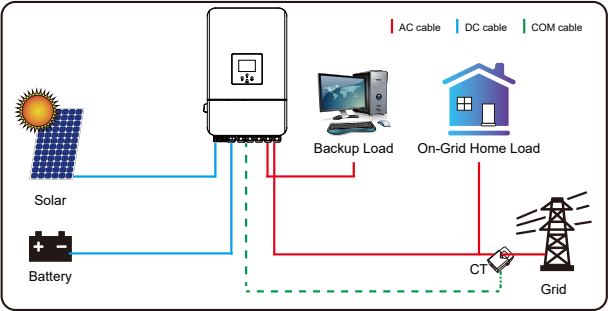 AC cable
DC cable
COM cable
Backup Load
On-Grid Home Load
Solar
CT
Battery
Grid